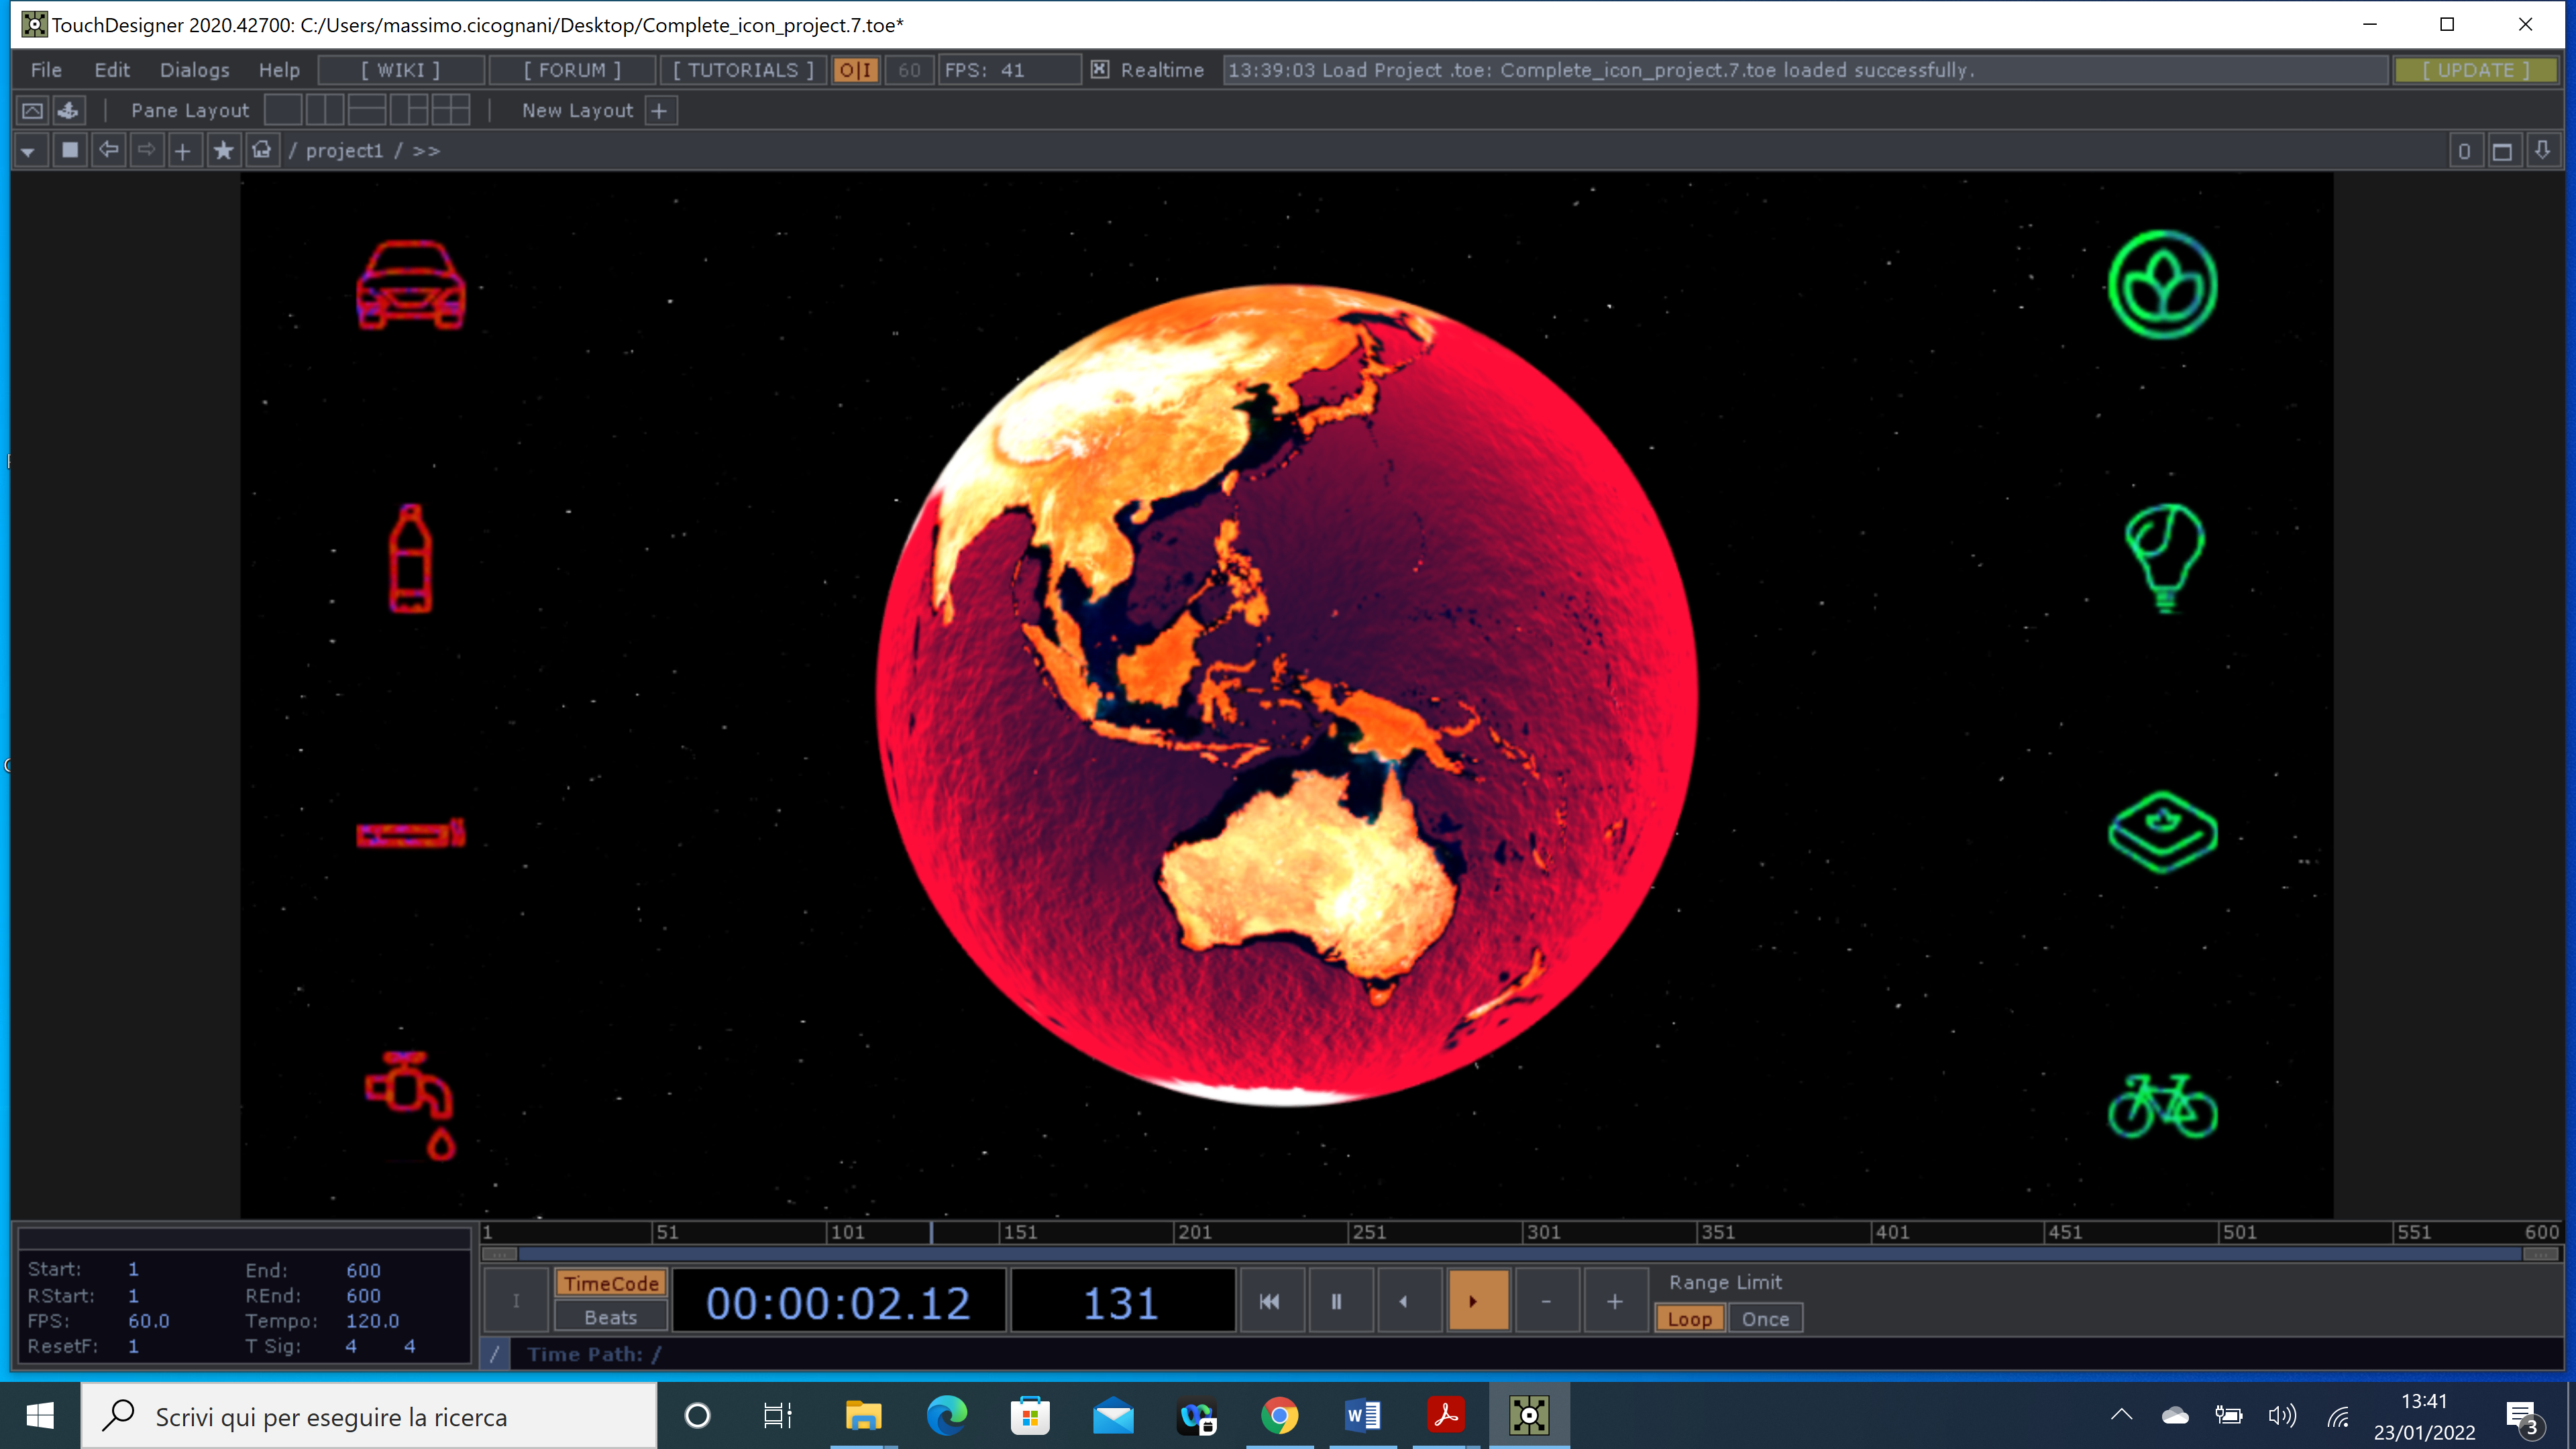 TouchDesigner 2020.42700: C:/Users/massimo.cicognani/Desktop/Complete_icon_project.7.toe*
File Edit Dialogs Help [ WIKI ] [ FORUM ] [ TUTORIALS ] O|I 60 FPS: 41 Realtime 13:39:03 Load Project .toe: Complete_icon_project.7.toe loaded successfully. [ UPDATE ]
Pane Layout New Layout +
/ project1 / >> 0
1 51 101 151 201 251 301 351 401 451 501 551 600
Start: 1 End: 600
RStart: 1 REnd: 600
FPS: 60.0 Tempo: 120.0
ResetF: 1 T Sig: 4 4
I TimeCode 00:00:02.12 131 - + Range Limit
Beats Loop Once
/ Time Path: /
Scrivi qui per eseguire la ricerca
13:41
23/01/2022
3